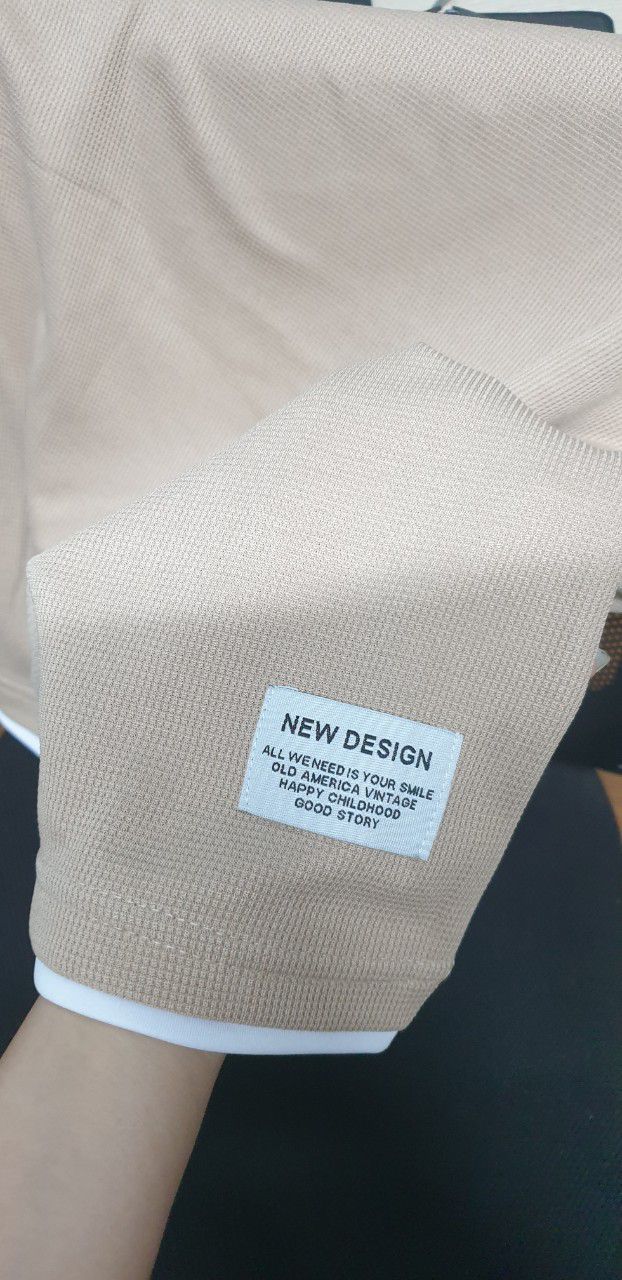 NEW DESIGN
ALL WE NEED IS YOUR SMILE
OLD AMERICA VINTAGE
HAPPY CHILDHOOD
GOOD STORY